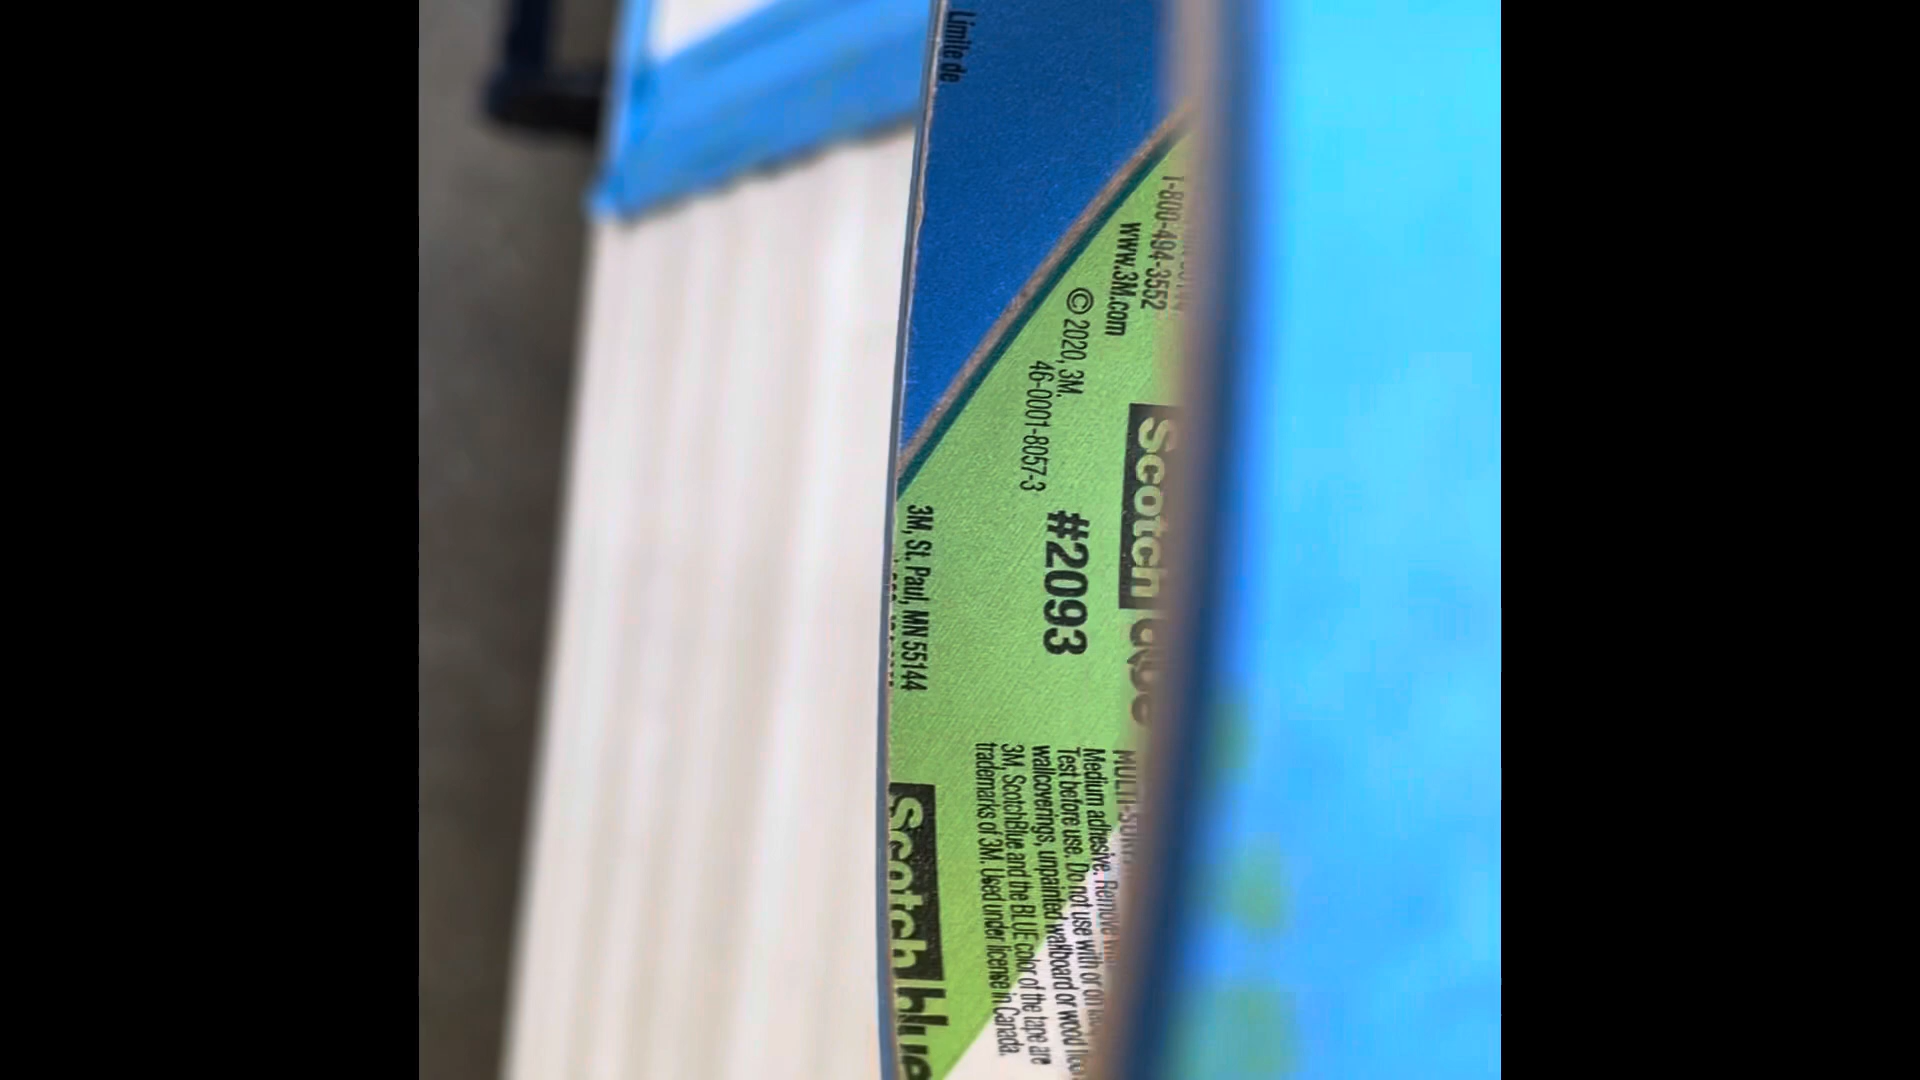 Limite de
1-800-494-3552
www.3M.com
© 2020, 3M.
46-0001-8057-3
Scotch
#2093
3M, St. Paul, MN 55144
Medium adhesive. Remove
Test before use. Do not use with or on
wallcoverings, unpainted wallboard or wood
3M, ScotchBlue and the BLUE color of the tape are
trademarks of 3M. Used under license in Canada.
Scotch blue